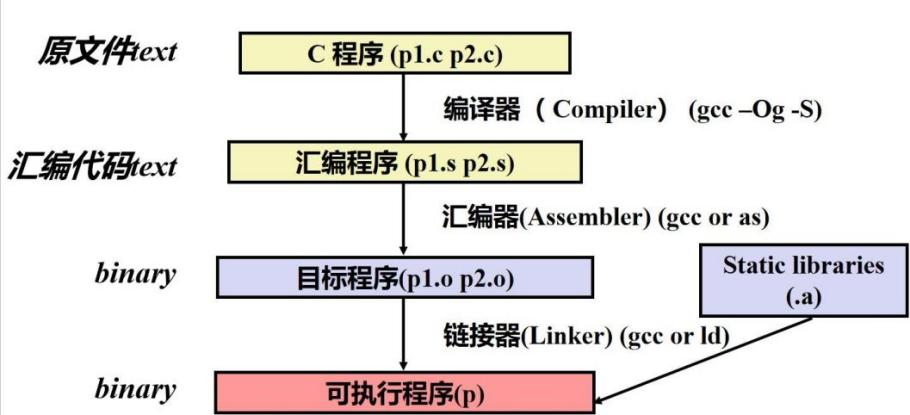 原文件text
C 程序 (p1.c p2.c)
编译器（ Compiler） (gcc –Og -S)
汇编代码text
汇编程序 (p1.s p2.s)
汇编器(Assembler) (gcc or as)
binary
目标程序(p1.o p2.o)
Static libraries
(.a)
链接器(Linker) (gcc or ld)
binary
可执行程序(p)